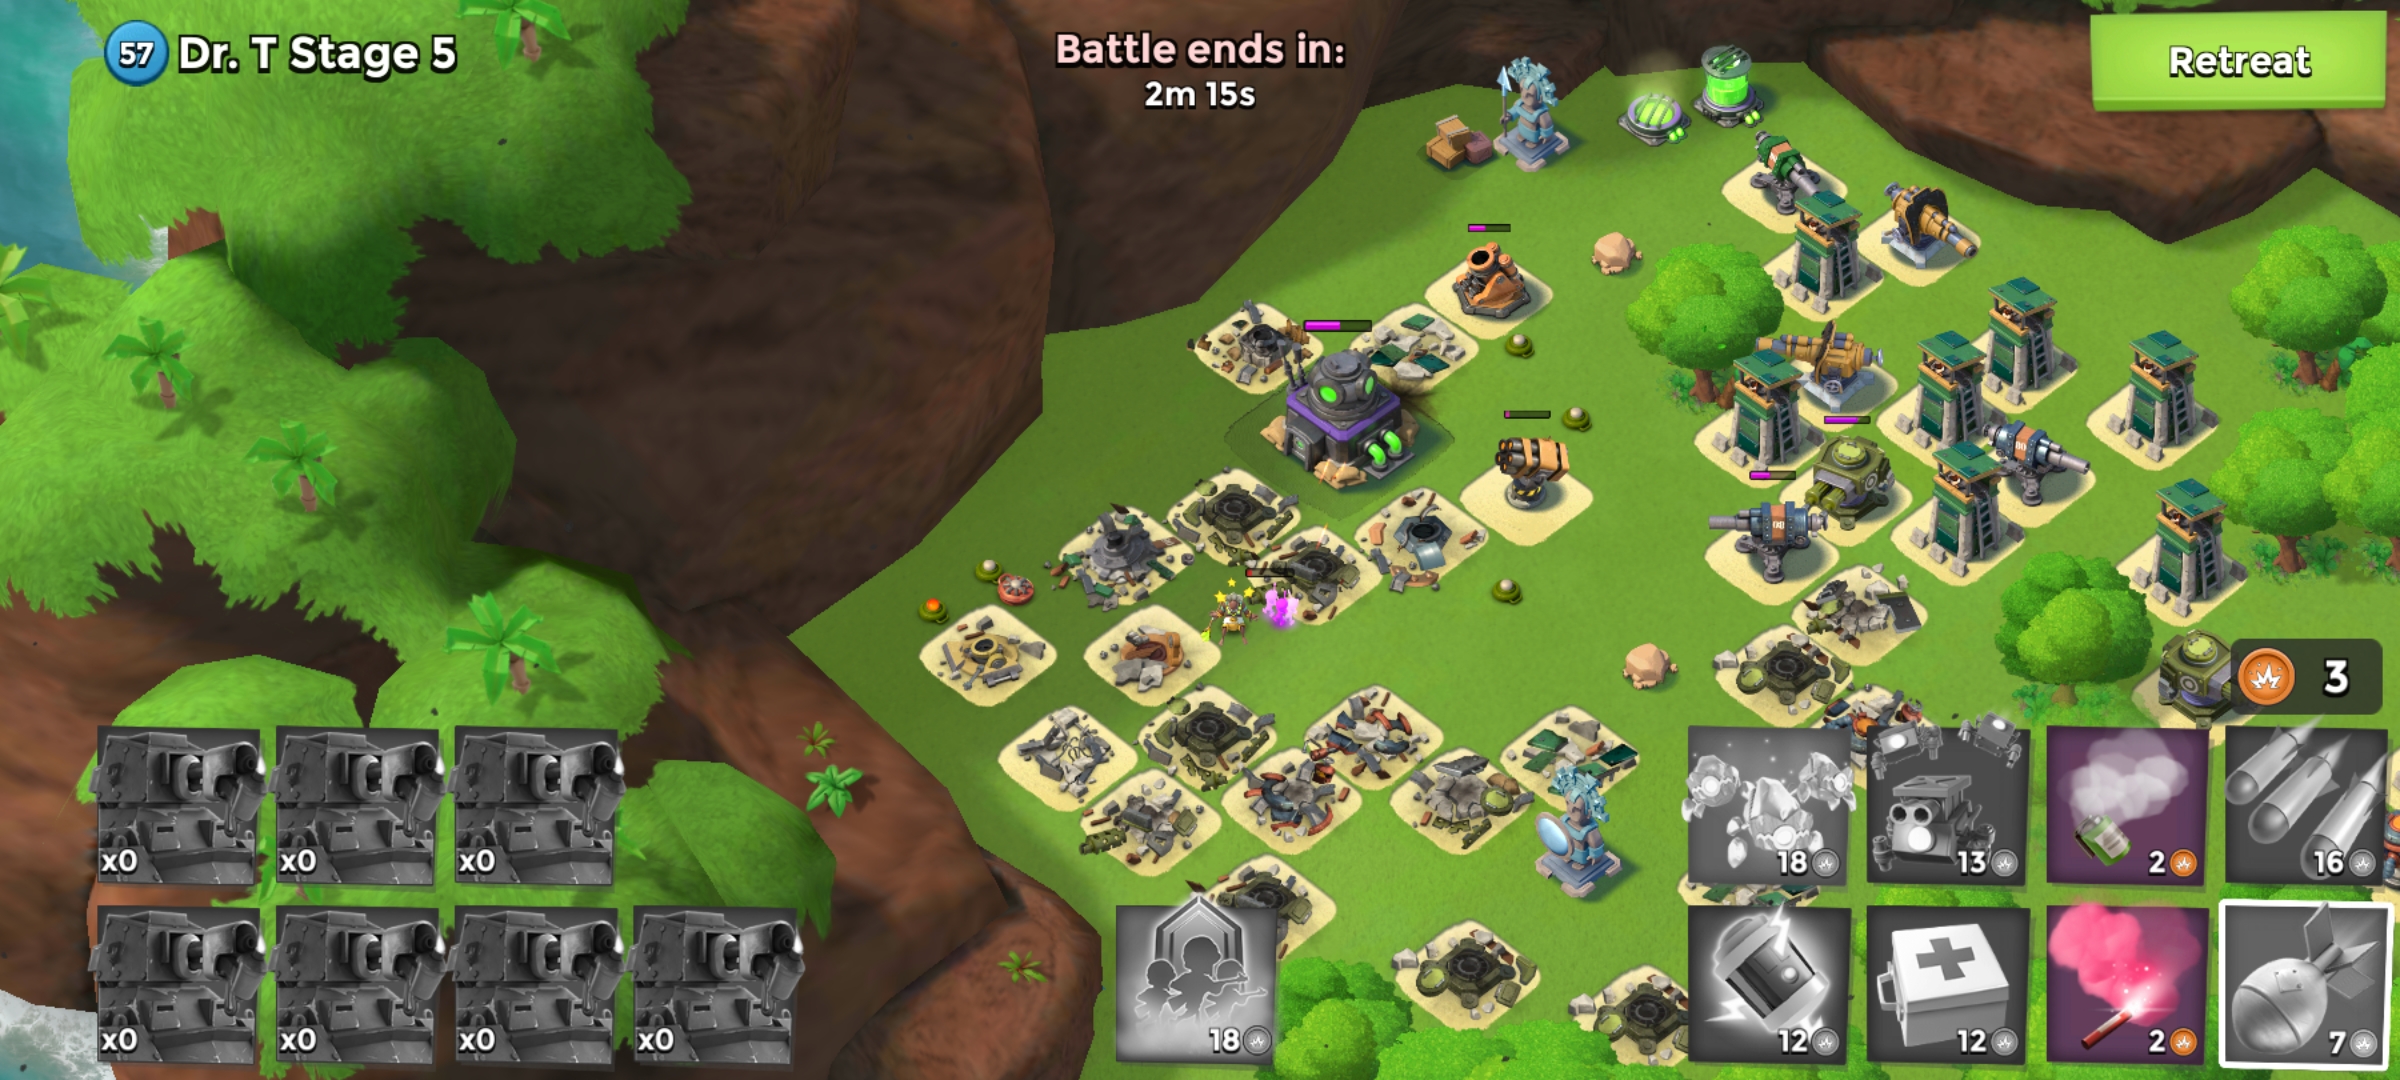 57 Dr. T Stage 5
Battle ends in:
2m 15s
Retreat
3
x0 x0 x0
18 13 2 16
x0 x0 x0 x0
18 12 12 2 7